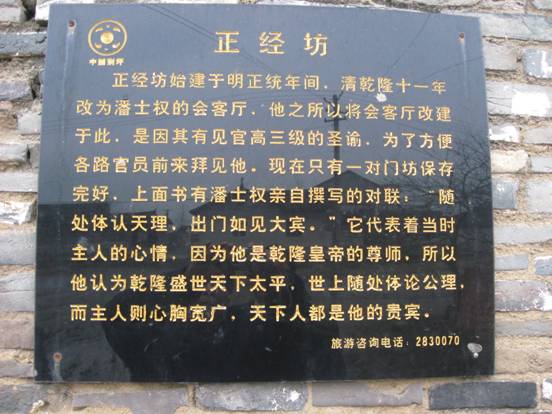 中國荆坪
正经坊
正经坊始建于明正统年间，清乾隆十一年
改为潘士权的会客厅，他之所以将会客厅改建
于此，是因其有见官高三级的圣谕，为了方便
各路官员前来拜见他。现在只有一对门坊保存
完好，上面书有潘士权亲自撰写的对联：“随
处体认天理，出门如见大宾。”它代表着当时
主人的心情，因为他是乾隆皇帝的尊师，所以
他认为乾隆盛世天下太平，世上随处体论公理，
而主人则心胸宽广，天下人都是他的贵宾。
旅游咨询电话：2830070